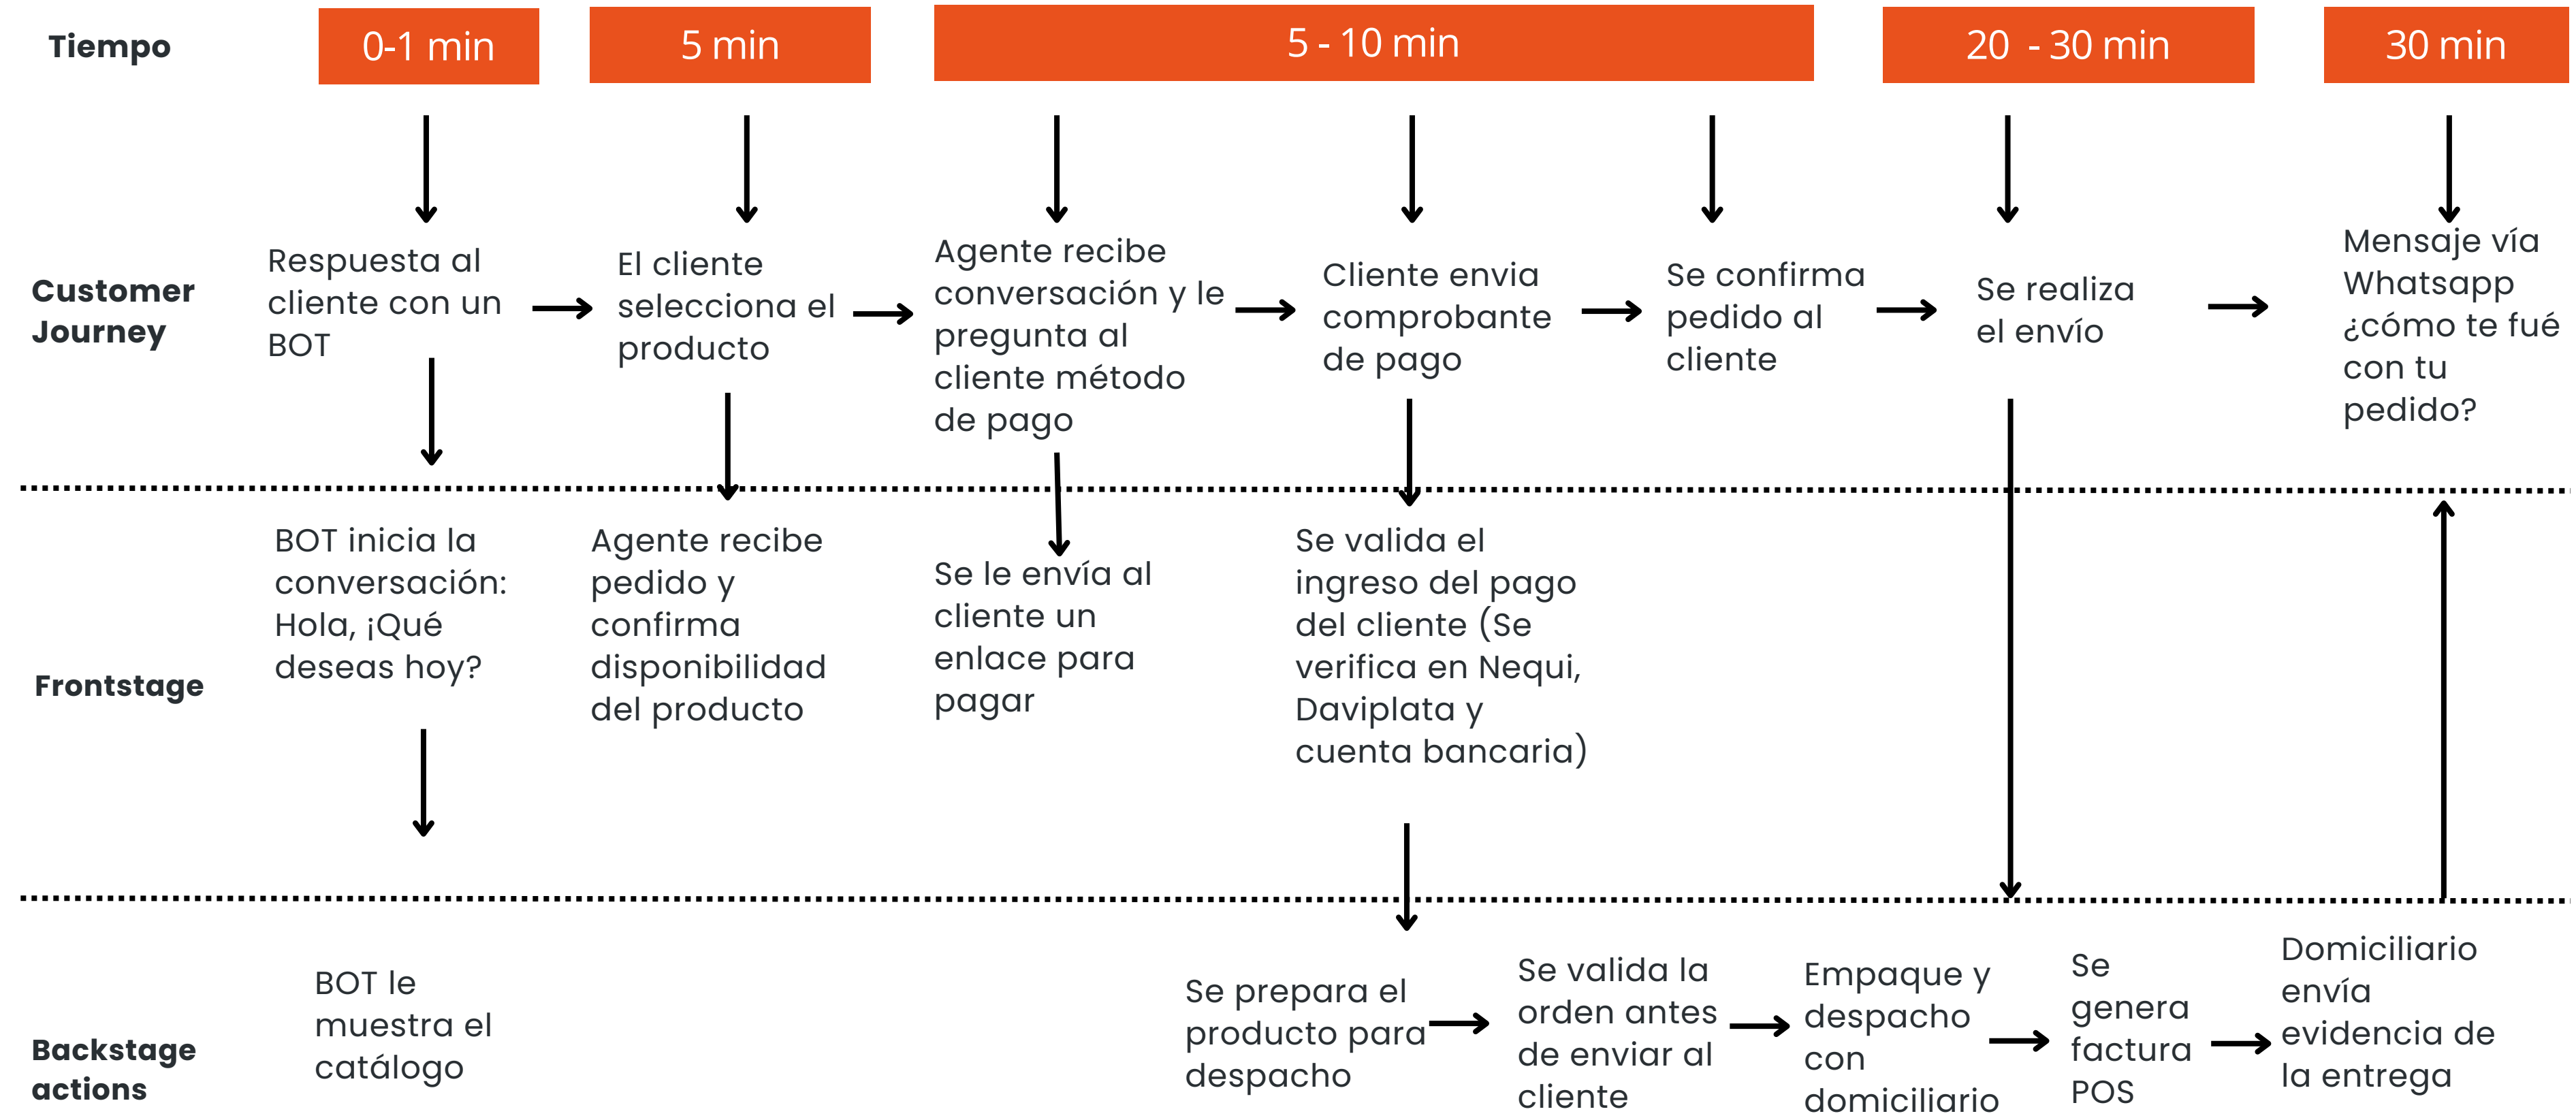 Tiempo
0-1 min
5 min
5 - 10 min
20 - 30 min
30 min
Customer
Journey
Respuesta al
cliente con un
BOT
El cliente
selecciona el
producto
Agente recibe
conversación y le
pregunta al
cliente método
de pago
Cliente envia
comprobante
de pago
Se confirma
pedido al
cliente
Se realiza
el envío
Mensaje vía
Whatsapp
¿cómo te fué
con tu
pedido?
Frontstage
BOT inicia la
conversación:
Hola, ¡Qué
deseas hoy?
Agente recibe
pedido y
confirma
disponibilidad
del producto
Se le envía al
cliente un
enlace para
pagar
Se valida el
ingreso del pago
del cliente (Se
verifica en Nequi,
Daviplata y
cuenta bancaria)
Backstage
actions
BOT le
muestra el
catálogo
Se prepara el
producto para
despacho
Se valida la
orden antes
de enviar al
cliente
Empaque y
despacho
con
domiciliario
Se
genera
factura
POS
Domiciliario
envía
evidencia de
la entrega